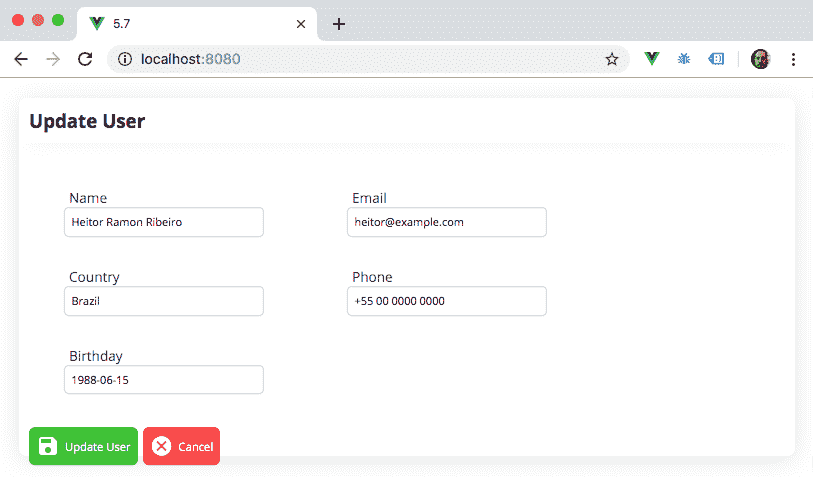 5.7
localhost:8080
Update User
Name
Email
Heitor Ramon Ribeiro
heitor@example.com
Country
Phone
Brazil
+55 00 0000 0000
Birthday
1988-06-15
Update User
Cancel